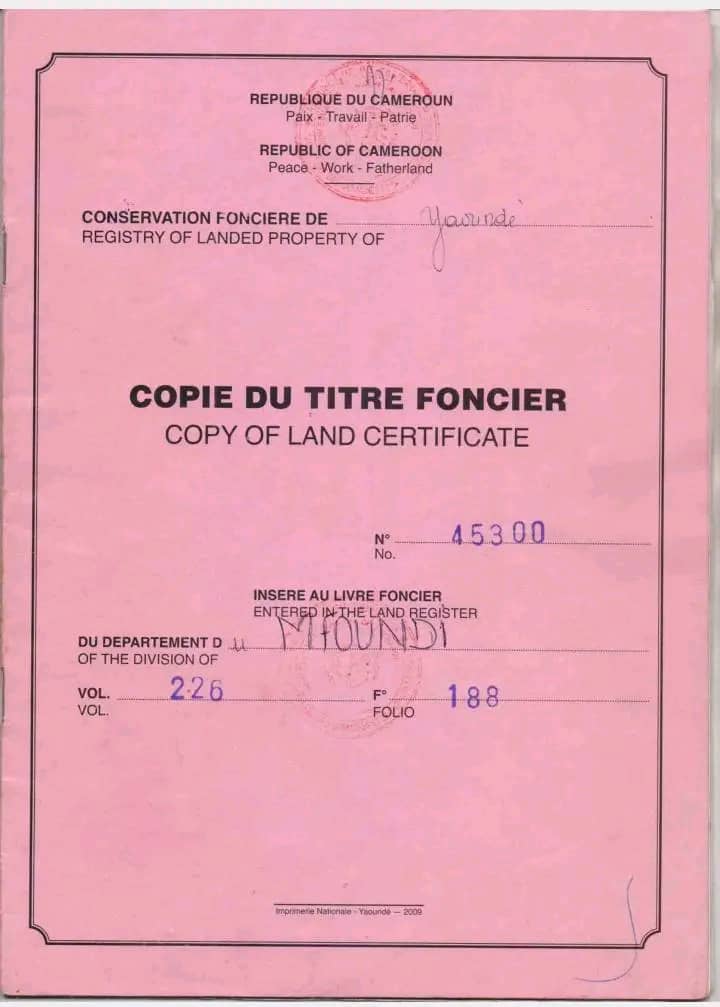 REPUBLIQUE DU CAMEROUN
Paix - Travail - Patrie
REPUBLIC OF CAMEROON
Peace - Work - Fatherland
CONSERVATION FONCIERE DE Yaoundé
REGISTRY OF LANDED PROPERTY OF
COPIE DU TITRE FONCIER
COPY OF LAND CERTIFICATE
N° 45300
No.
INSERE AU LIVRE FONCIER
ENTERED IN THE LAND REGISTER
DU DEPARTEMENT Du MFOUNDI
OF THE DIVISION OF
VOL. 226 F° 188
VOL. FOLIO
Imprimerie Nationale - Yaoundé — 2009